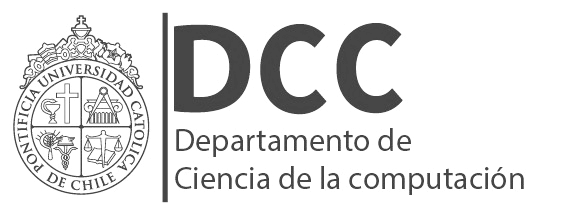 PONTIFICIA UNIVERSIDAD CATOLICA DE CHILE
DCC
Departamento de
Ciencia de la computación